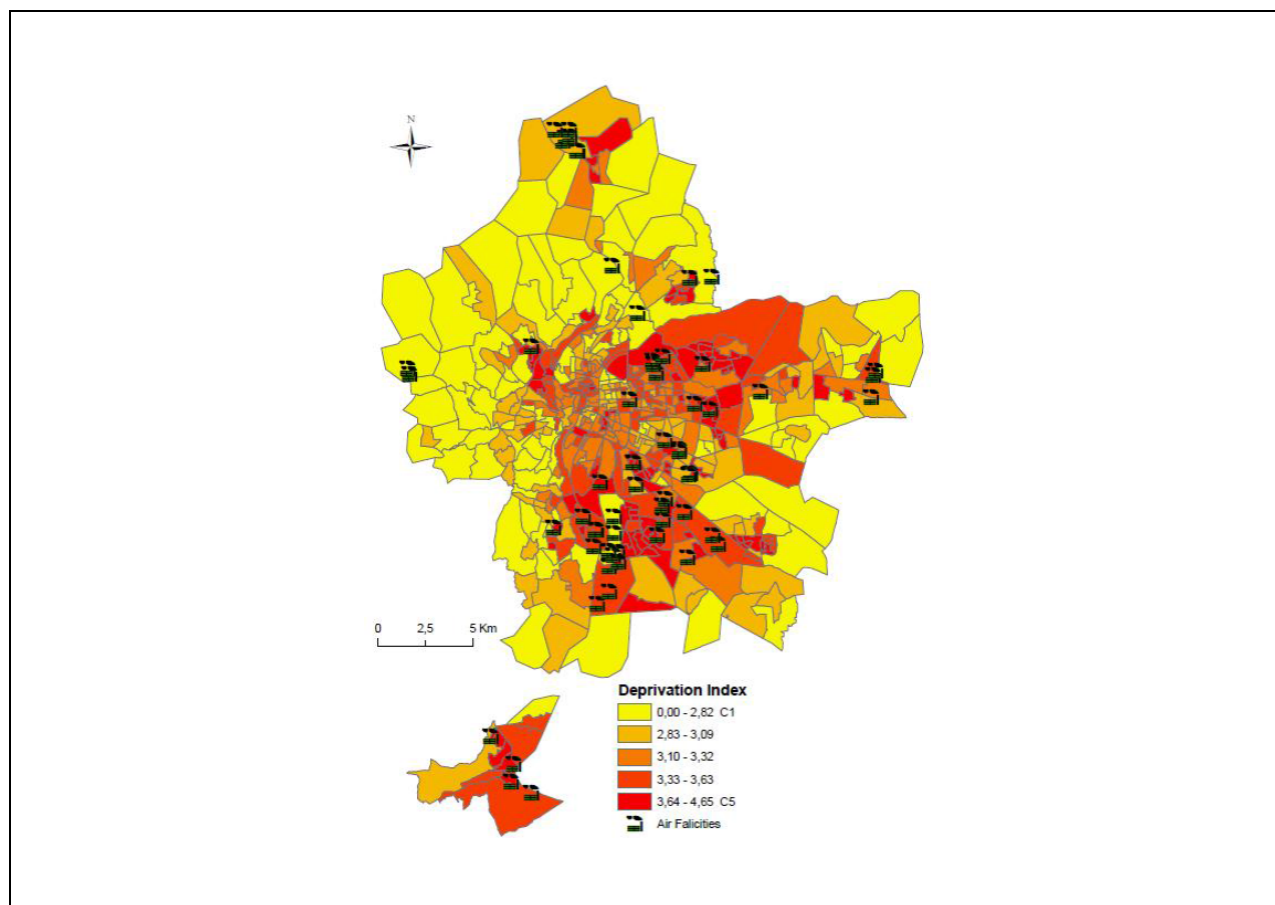 N
0 2,5 5 Km
Deprivation Index
0,00 - 2,82 C1
2,83 - 3,09
3,10 - 3,32
3,33 - 3,63
3,64 - 4,65 C5
Air Falicities